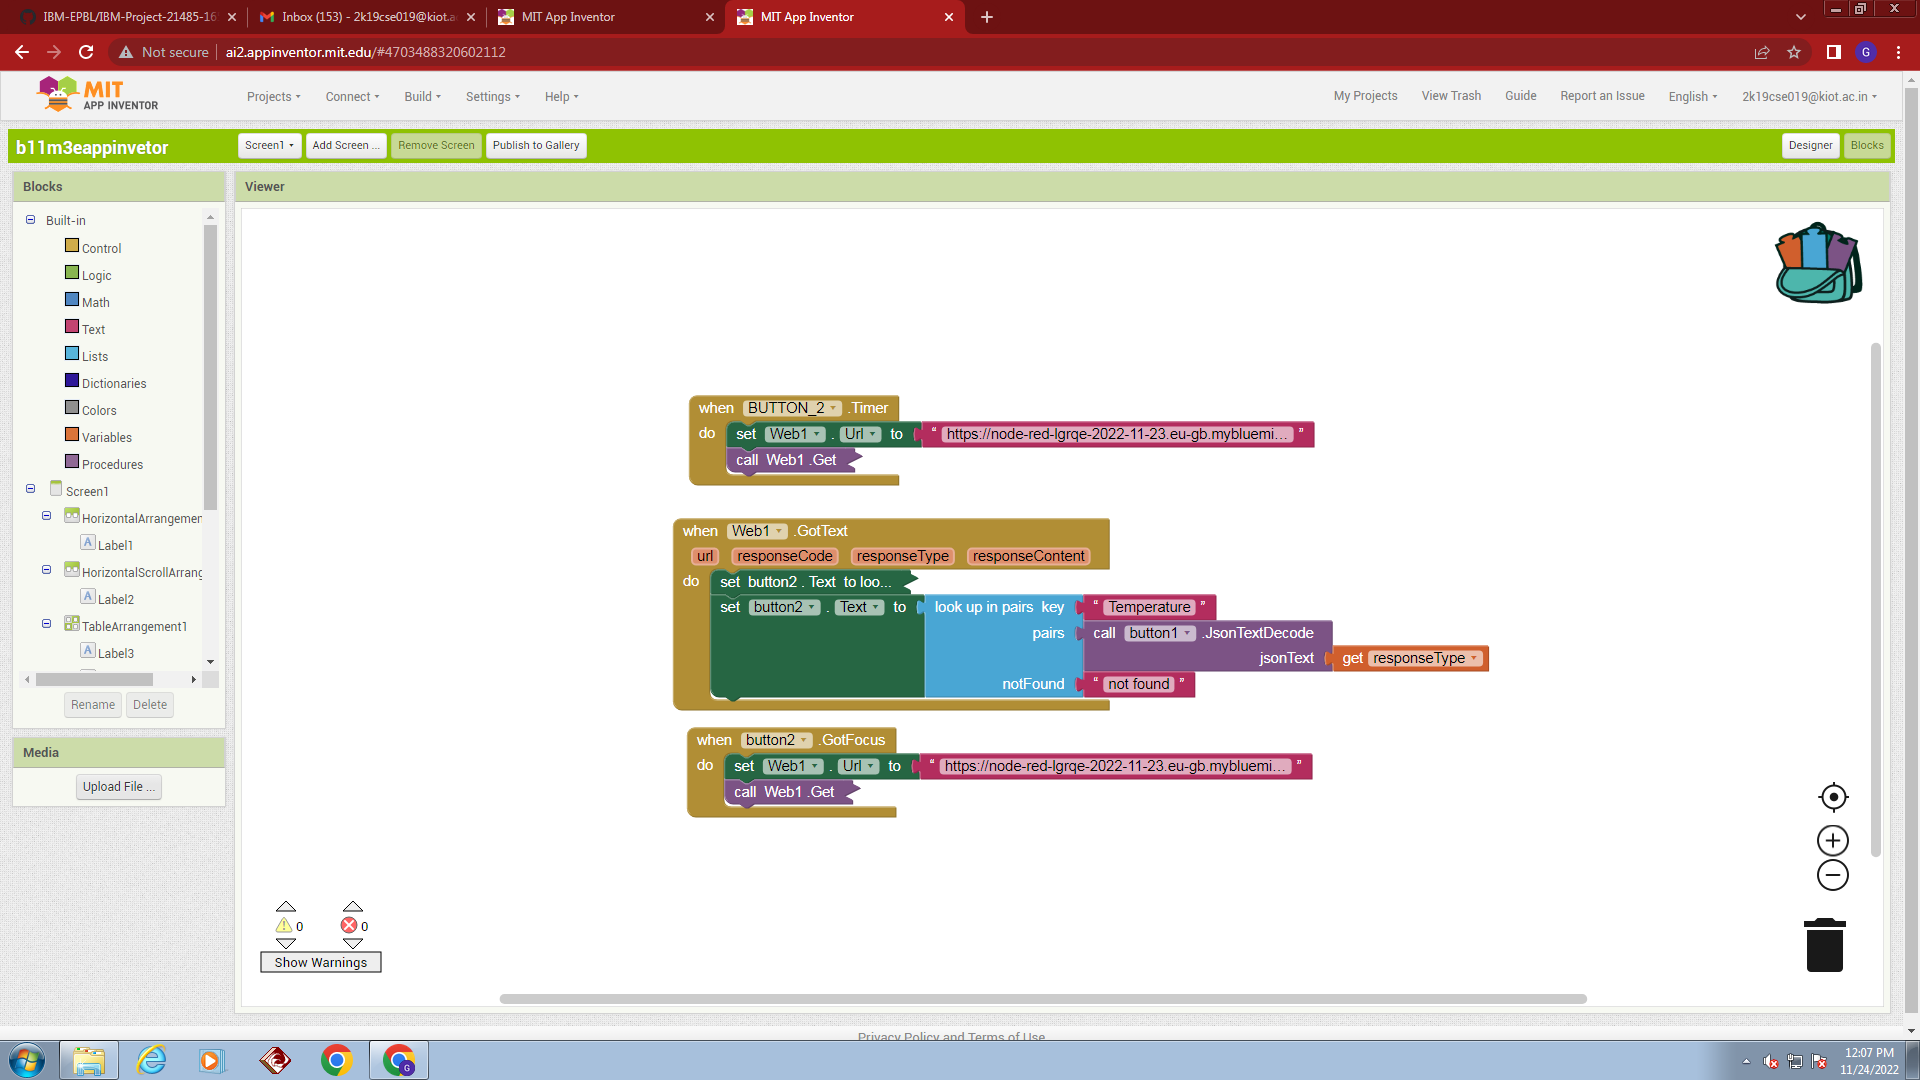 IBM-EPBL/IBM-Project-21485-16
Inbox (153) - 2k19cse019@kiot.a
MIT App Inventor
MIT App Inventor
Not secure
ai2.appinventor.mit.edu/#4703488320602112
G
MIT
APP INVENTOR
Projects
Connect
Build
Settings
Help
My Projects
View Trash
Guide
Report an Issue
English
2k19cse019@kiot.ac.in
b11m3eappinvetor
Screen1
Add Screen ...
Remove Screen
Publish to Gallery
Designer
Blocks
Blocks
Built-in
Control
Logic
Math
Text
Lists
Dictionaries
Colors
Variables
Procedures
Screen1
HorizontalArrangemen
A Label1
HorizontalScrollArrang
A Label2
TableArrangement1
A Label3
Rename
Delete
Media
Upload File ...
Viewer
when BUTTON_2 .Timer
do set Web1 . Url to “ https://node-red-lgrqe-2022-11-23.eu-gb.mybluemi... ”
call Web1 .Get
when Web1 .GotText
url responseCode responseType responseContent
do set button2 . Text to loo...
set button2 . Text to look up in pairs key “ Temperature ”
pairs call button1 .JsonTextDecode
jsonText get responseType
notFound “ not found ”
when button2 .GotFocus
do set Web1 . Url to “ https://node-red-lgrqe-2022-11-23.eu-gb.mybluemi... ”
call Web1 .Get
0
0
Show Warnings
Privacy Policy and Terms of Use
G
12:07 PM
11/24/2022